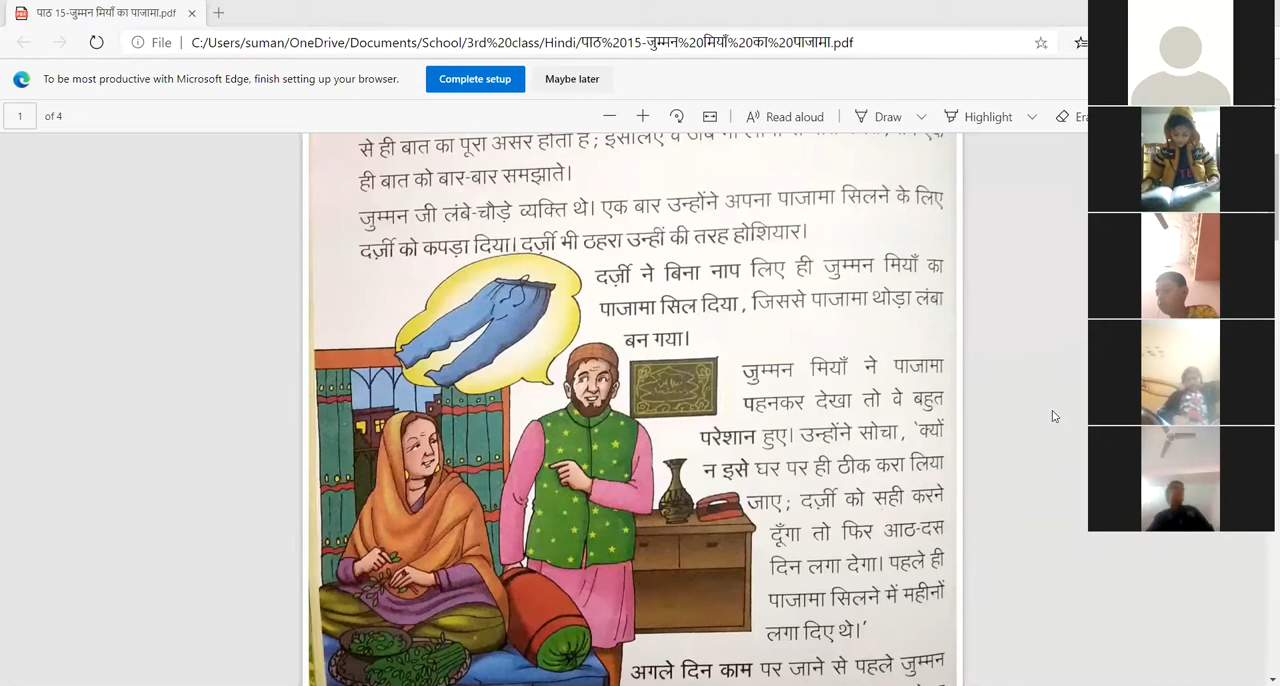 पाठ 15-जुम्मन मियाँ का पाजामा.pdf
File C:/Users/suman/OneDrive/Documents/School/3rd%20class/Hindi/पाठ%2015-जुम्मन%20मियाँ%20का%20पाजामा.pdf
To be most productive with Microsoft Edge, finish setting up your browser. Complete setup Maybe later
1 of 4 Read aloud Draw Highlight
से ही बात का पूरा असर होता है ; इसलिए वे जब भी
ही बात को बार-बार समझाते।
जुम्मन जी लंबे-चौड़े व्यक्ति थे। एक बार उन्होंने अपना पाजामा सिलने के लिए
दर्ज़ी को कपड़ा दिया। दर्ज़ी भी ठहरा उन्हीं की तरह होशियार।
दर्ज़ी ने बिना नाप लिए ही जुम्मन मियाँ का
पाजामा सिल दिया , जिससे पाजामा थोड़ा लंबा
बन गया।
जुम्मन मियाँ ने पाजामा
पहनकर देखा तो वे बहुत
परेशान हुए। उन्होंने सोचा , 'क्यों
न इसे घर पर ही ठीक करा लिया
जाए ; दर्ज़ी को सही करने
दूँगा तो फिर आठ-दस
दिन लगा देगा। पहले ही
पाजामा सिलने में महीनों
लगा दिए थे।'
अगले दिन काम पर जाने से पहले जुम्मन